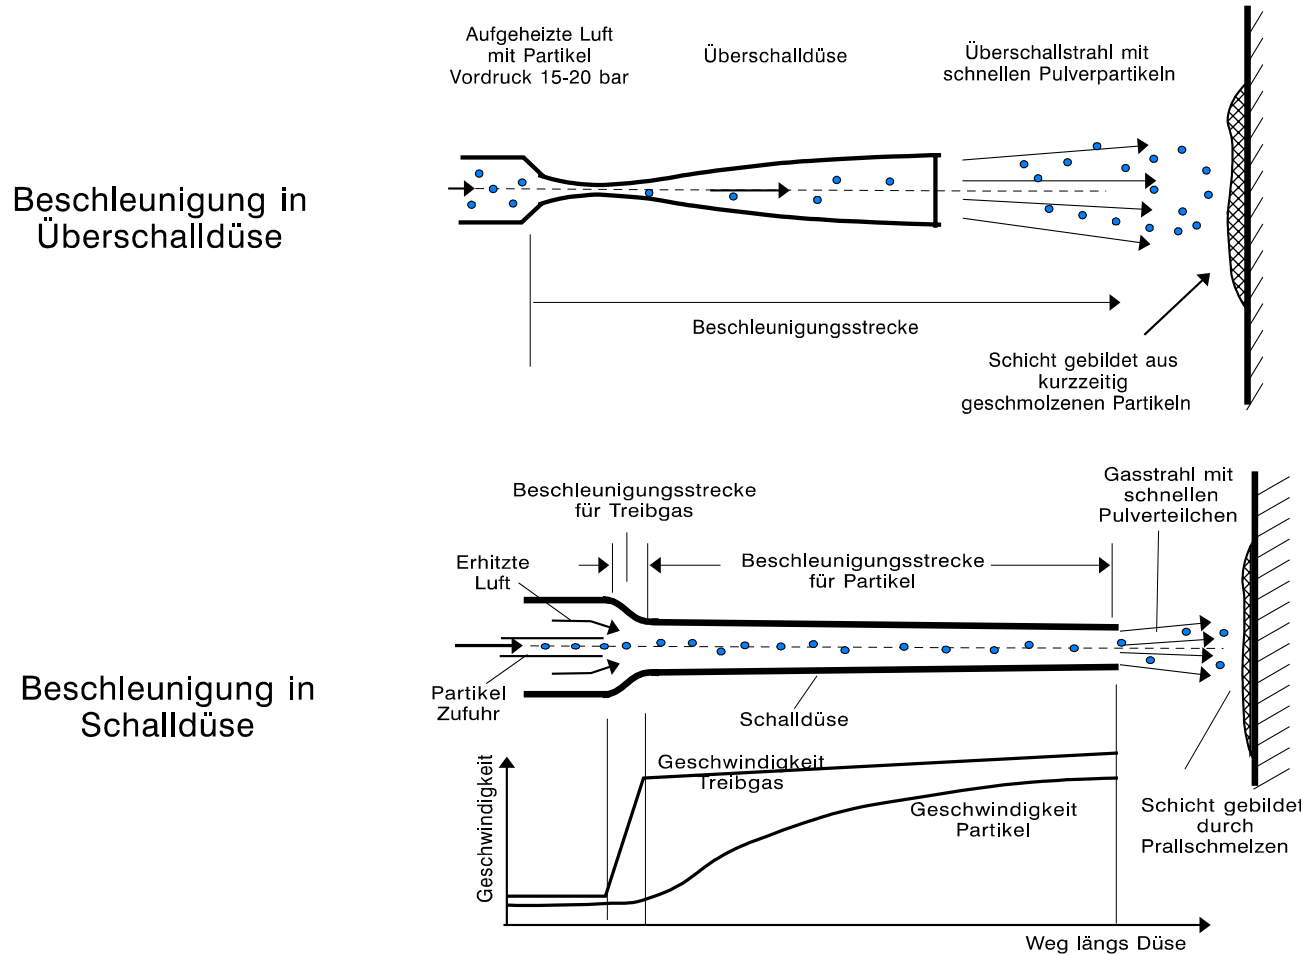 Aufgeheizte Luft
mit Partikel
Vordruck 15-20 bar
Überschalldüse
Überschallstrahl mit
schnellen Pulverpartikeln
Beschleunigung in
Überschalldüse
Beschleunigungsstrecke
Schicht gebildet aus
kurzzeitig
geschmolzenen Partikeln
Beschleunigungsstrecke
für Treibgas
Gasstrahl mit
schnellen
Pulverteilchen
Erhitzte
Luft
Beschleunigungsstrecke
für Partikel
Beschleunigung in
Schalldüse
Partikel
Zufuhr
Schalldüse
Geschwindigkeit
Geschwindigkeit
Treibgas
Geschwindigkeit
Partikel
Schicht gebildet
durch
Prallschmelzen
Weg längs Düse